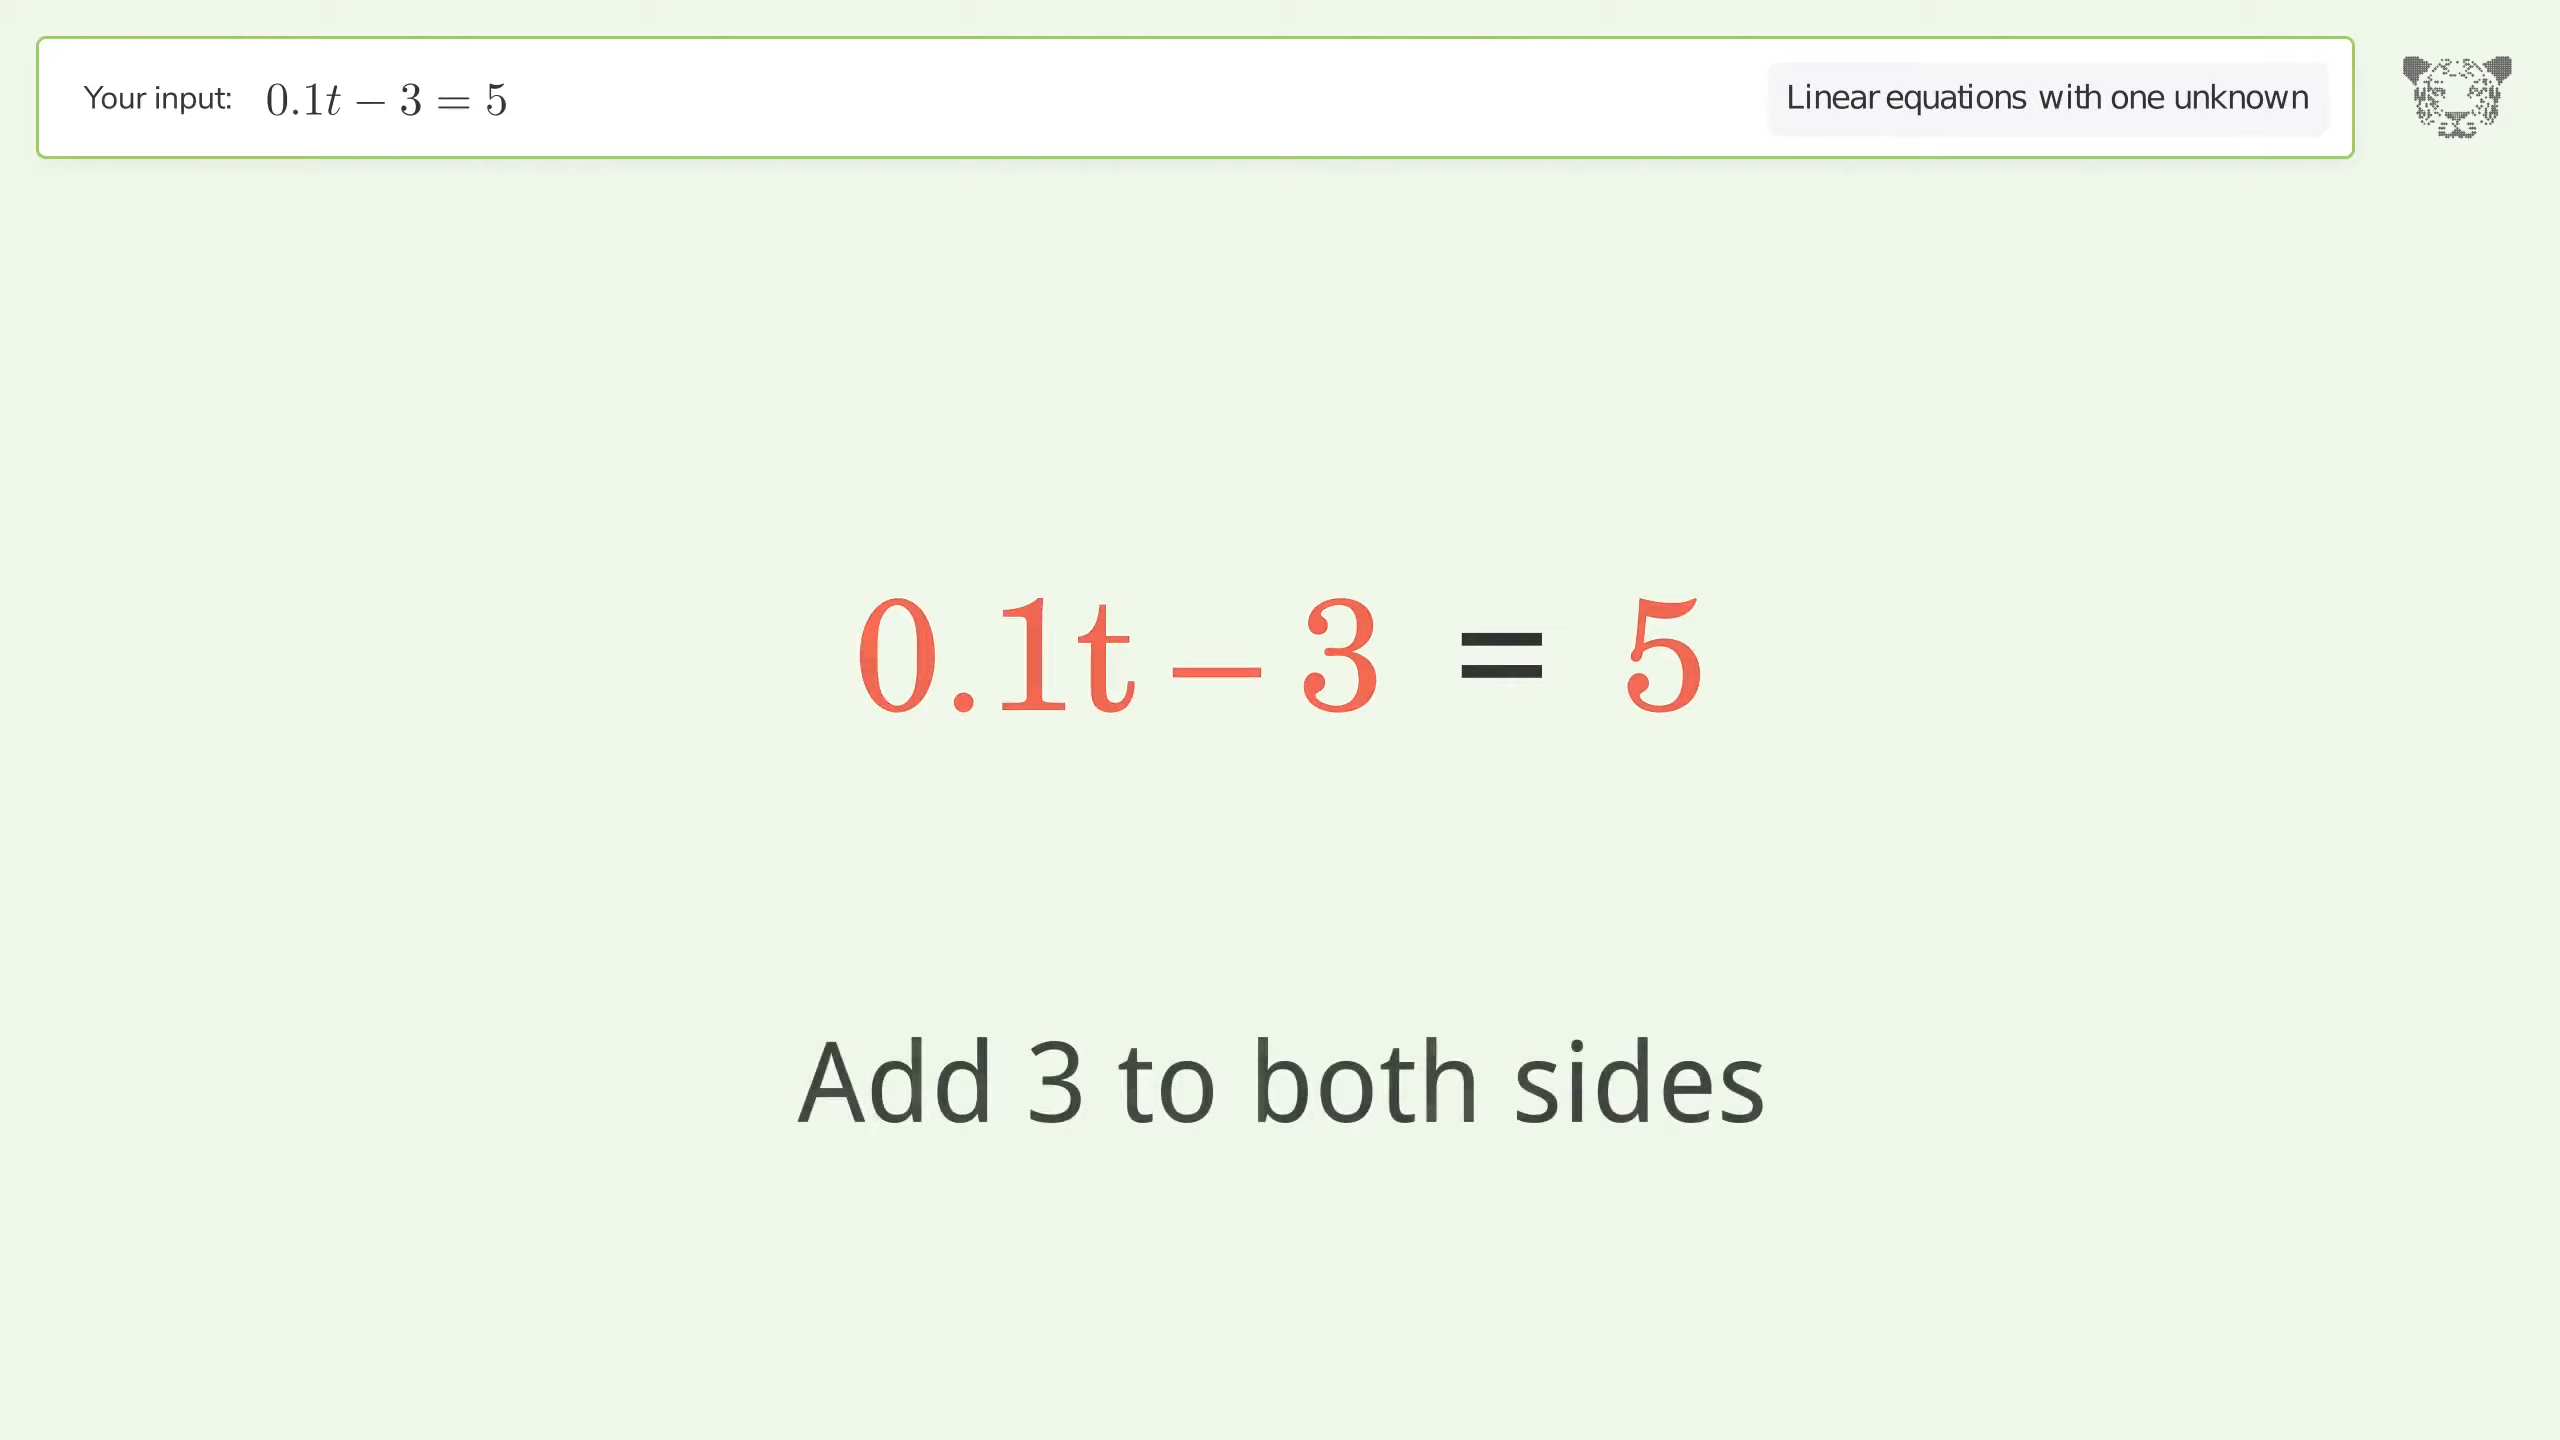 Your input: 0.1t − 3 = 5 Linear equations with one unknown
0.1t – 3 = 5
Add 3 to both sides